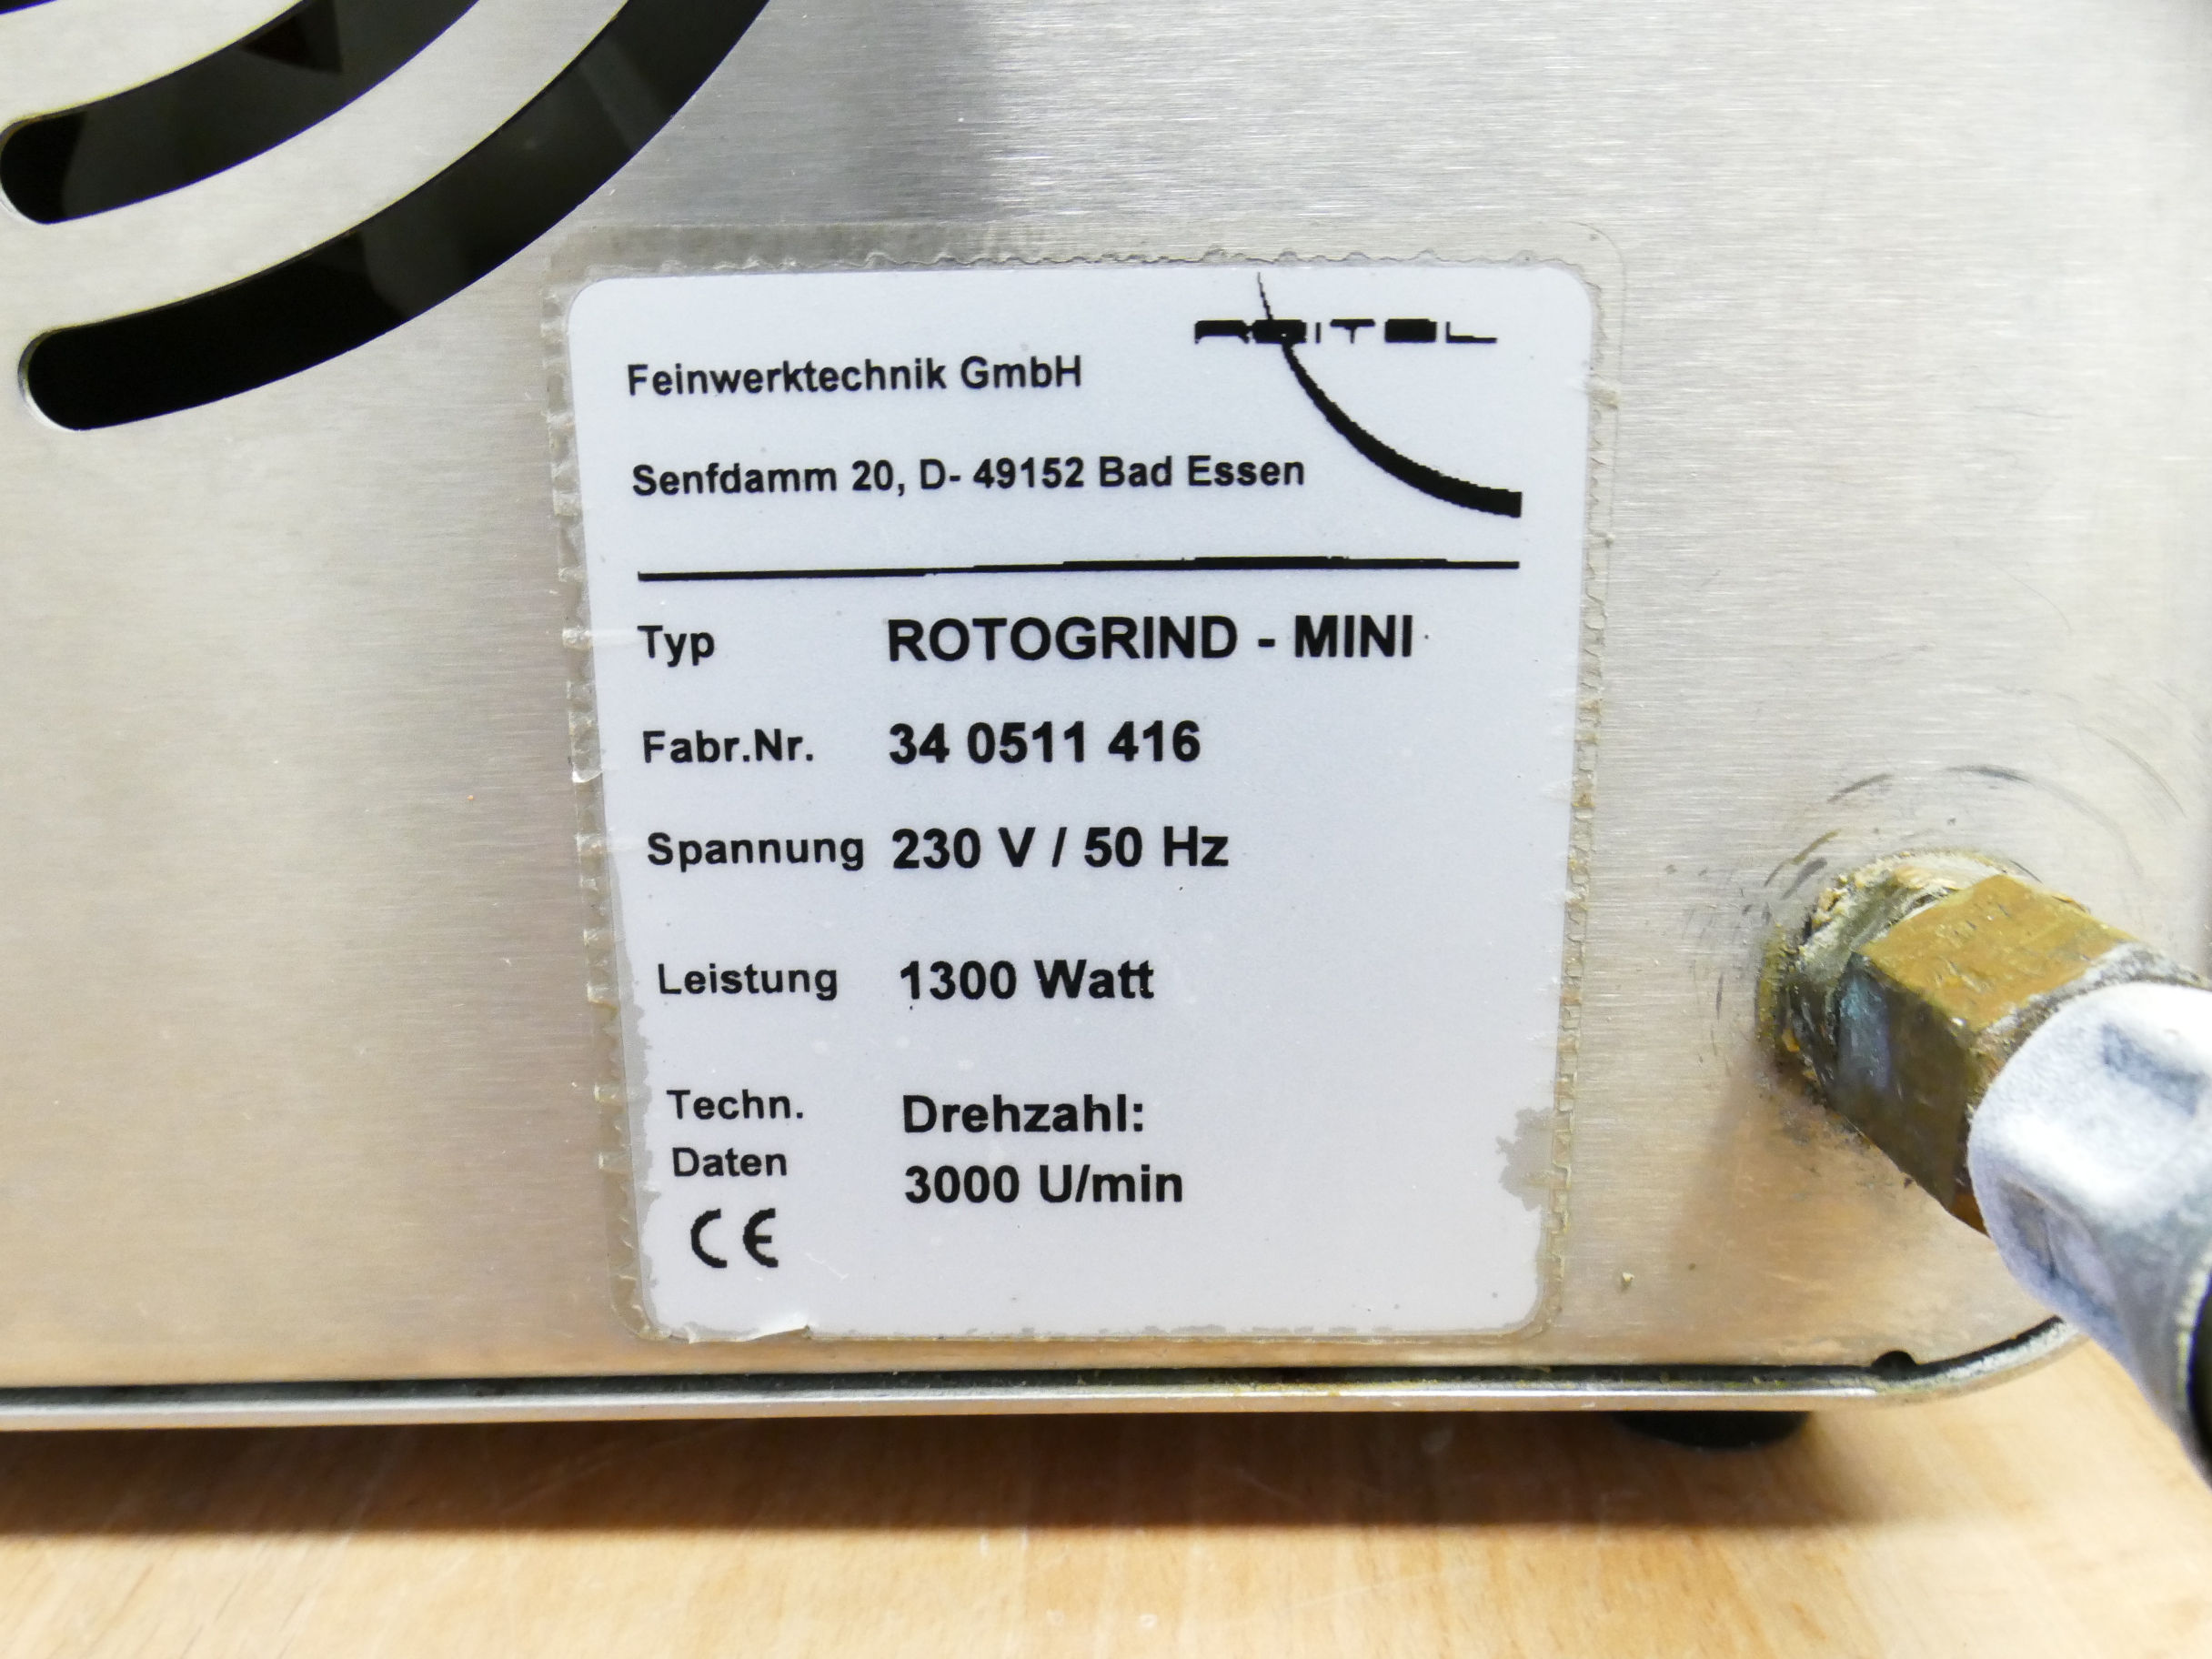 REITEL
Feinwerktechnik GmbH
Senfdamm 20, D- 49152 Bad Essen
Typ ROTOGRIND - MINI
Fabr.Nr. 34 0511 416
Spannung 230 V / 50 Hz
Leistung 1300 Watt
Techn. Drehzahl:
Daten 3000 U/min
CE